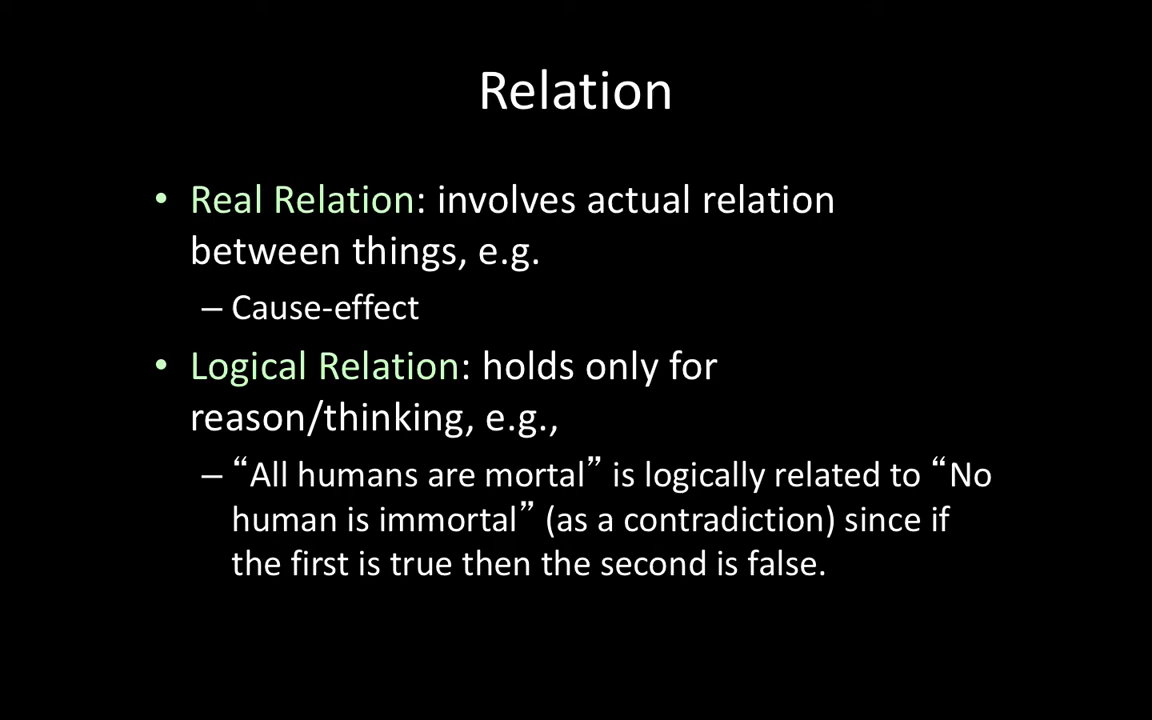 Relation
• Real Relation: involves actual relation
between things, e.g.
– Cause-effect
• Logical Relation: holds only for
reason/thinking, e.g.,
– “All humans are mortal” is logically related to “No
human is immortal” (as a contradiction) since if
the first is true then the second is false.